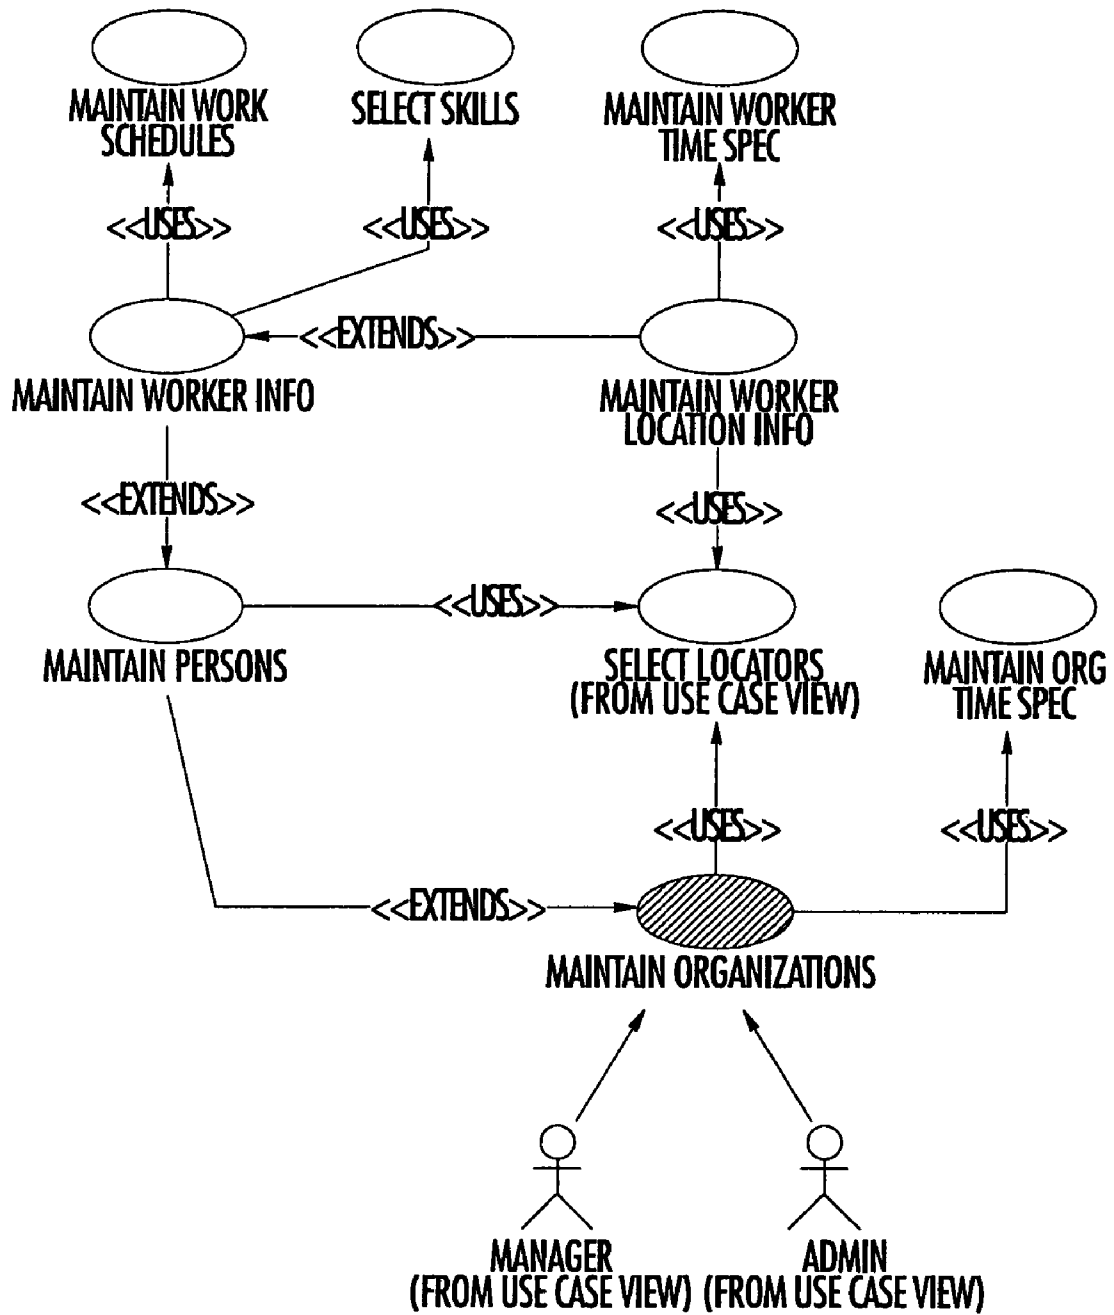 MAINTAIN WORK
SCHEDULES
SELECT SKILLS
MAINTAIN WORKER
TIME SPEC
<<USES>>
<<USES>>
<<USES>>
<<EXTENDS>>
MAINTAIN WORKER INFO
MAINTAIN WORKER
LOCATION INFO
<<EXTENDS>>
<<USES>>
<<USES>>
MAINTAIN PERSONS
SELECT LOCATORS
(FROM USE CASE VIEW)
MAINTAIN ORG
TIME SPEC
<<USES>>
<<USES>>
<<EXTENDS>>
MAINTAIN ORGANIZATIONS
MANAGER
(FROM USE CASE VIEW)
ADMIN
(FROM USE CASE VIEW)